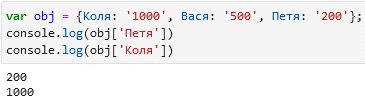 var obj = {Коля: '1000', Вася: '500', Петя: '200'};
console.log(obj['Петя'])
console.log(obj['Коля'])
200
1000